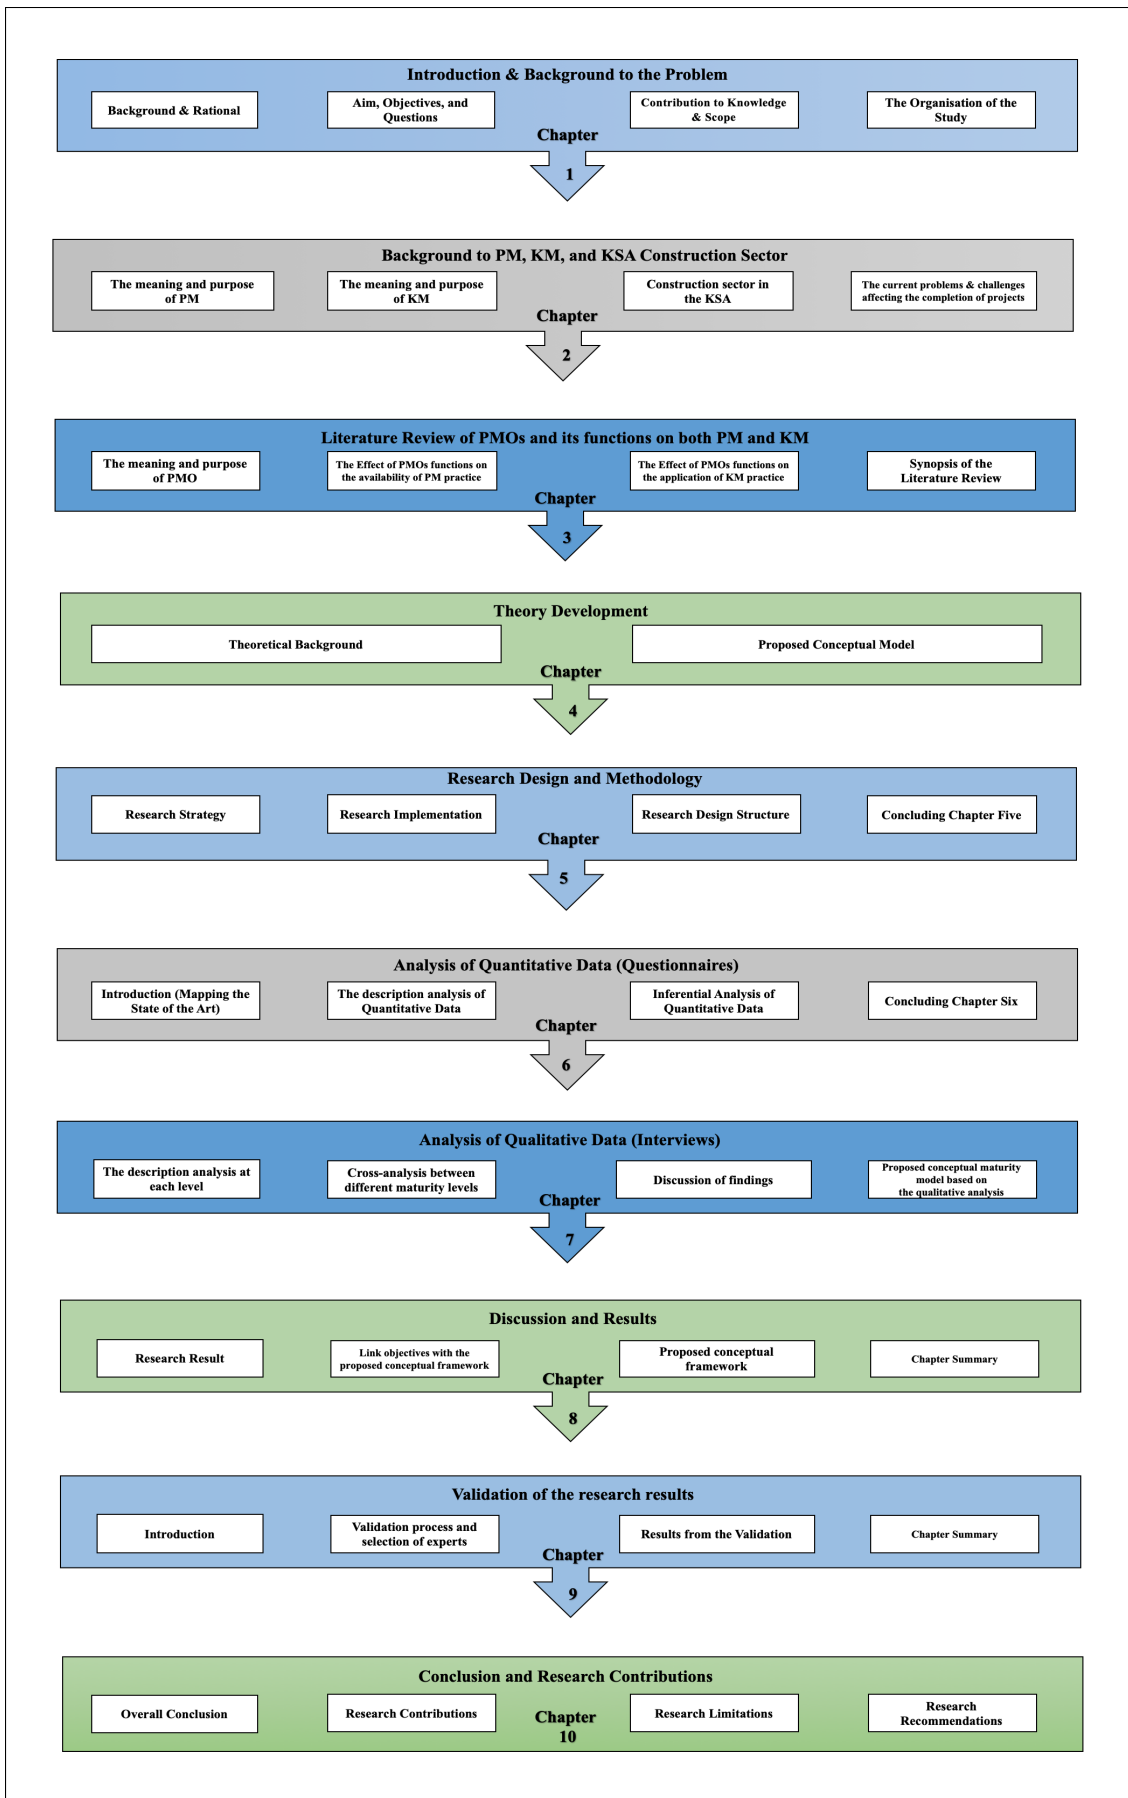 Introduction & Background to the Problem
Background & Rational
Aim, Objectives, and
Questions
Contribution to Knowledge
& Scope
The Organisation of the
Study
Chapter
1
Background to PM, KM, and KSA Construction Sector
The meaning and purpose
of PM
The meaning and purpose
of KM
Construction sector in
the KSA
The current problems & challenges
affecting the completion of projects
Chapter
2
Literature Review of PMOs and its functions on both PM and KM
The meaning and purpose
of PMO
The Effect of PMOs functions on
the availability of PM practice
The Effect of PMOs functions on
the application of KM practice
Synopsis of the
Literature Review
Chapter
3
Theory Development
Theoretical Background
Proposed Conceptual Model
Chapter
4
Research Design and Methodology
Research Strategy
Research Implementation
Research Design Structure
Concluding Chapter Five
Chapter
5
Analysis of Quantitative Data (Questionnaires)
Introduction (Mapping the
State of the Art)
The description analysis of
Quantitative Data
Inferential Analysis of
Quantitative Data
Concluding Chapter Six
Chapter
6
Analysis of Qualitative Data (Interviews)
The description analysis at
each level
Cross-analysis between
different maturity levels
Discussion of findings
Proposed conceptual maturity
model based on
the qualitative analysis
Chapter
7
Discussion and Results
Research Result
Link objectives with the
proposed conceptual framework
Proposed conceptual
framework
Chapter Summary
Chapter
8
Validation of the research results
Introduction
Validation process and
selection of experts
Results from the Validation
Chapter Summary
Chapter
9
Conclusion and Research Contributions
Overall Conclusion
Research Contributions
Research Limitations
Research
Recommendations
Chapter
10